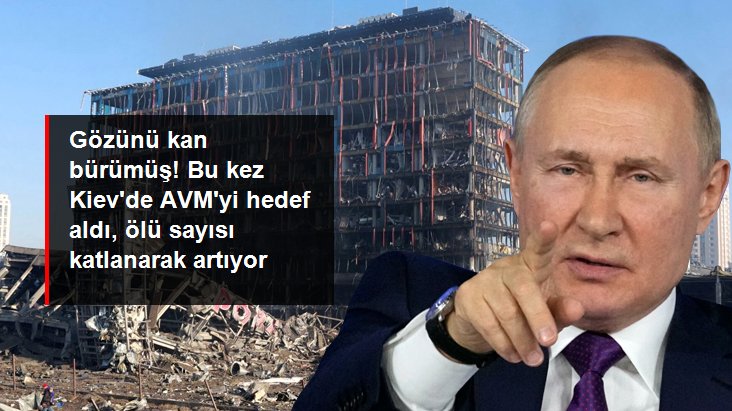 Gözünü kan
bürümüş! Bu kez
Kiev'de AVM'yi hedef
aldı, ölü sayısı
katlanarak artıyor